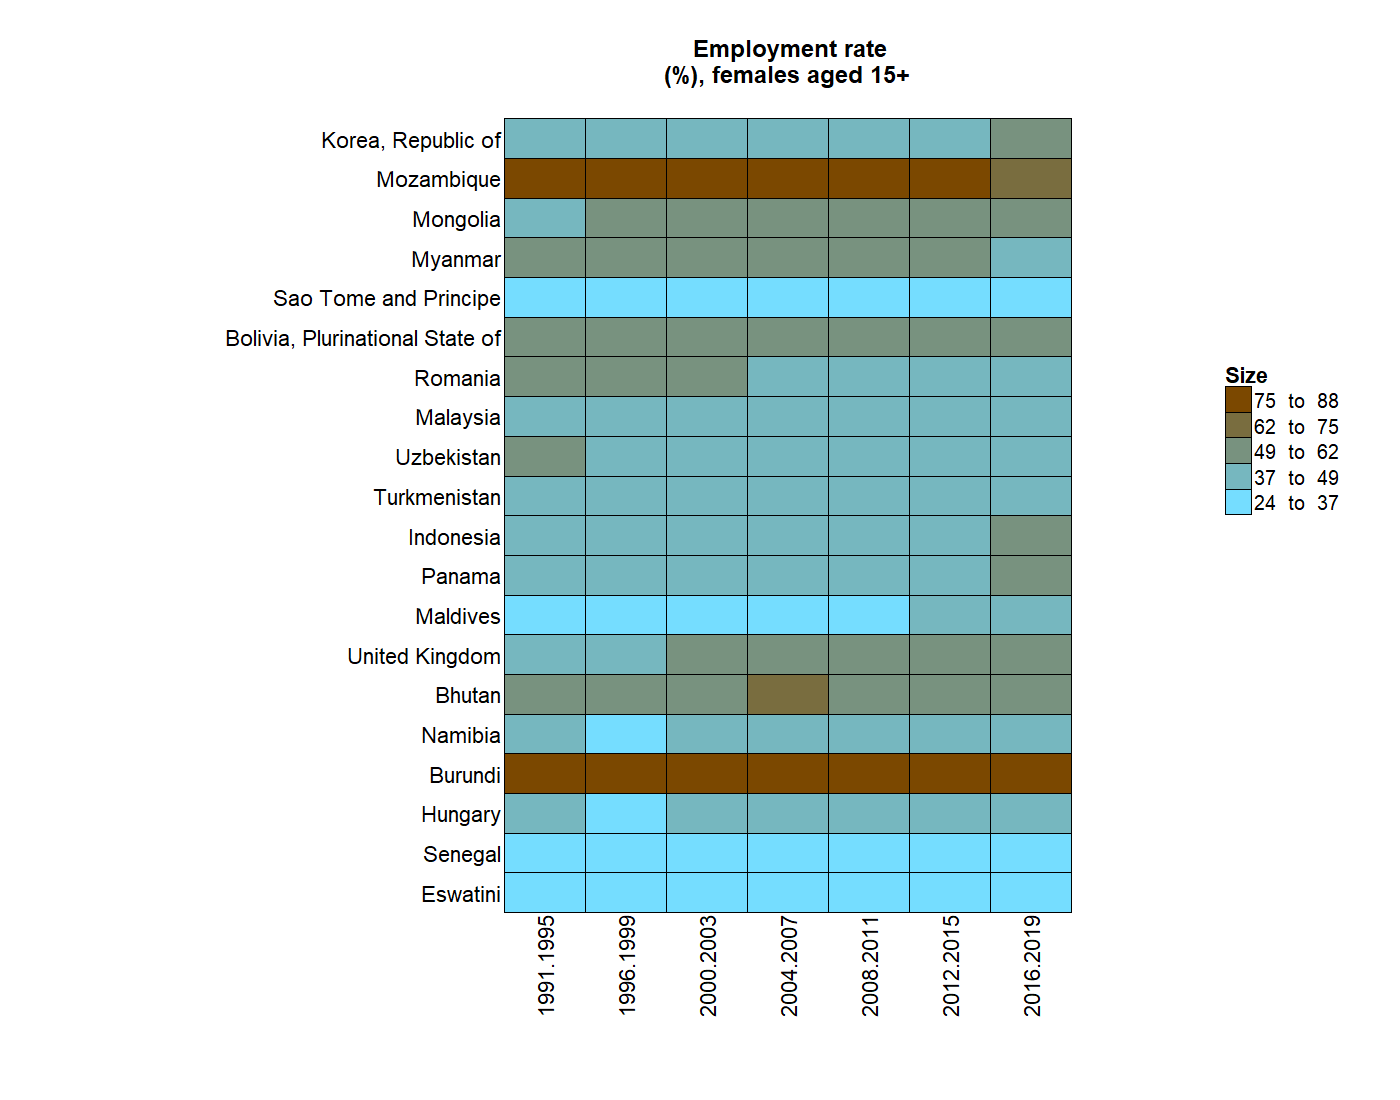 Employment rate
(%), females aged 15+
Korea, Republic of
Mozambique
Mongolia
Myanmar
Sao Tome and Principe
Bolivia, Plurinational State of
Romania
Malaysia
Uzbekistan
Turkmenistan
Indonesia
Panama
Maldives
United Kingdom
Bhutan
Namibia
Burundi
Hungary
Senegal
Eswatini
1991.1995
1996.1999
2000.2003
2004.2007
2008.2011
2012.2015
2016.2019
Size
75 to 88
62 to 75
49 to 62
37 to 49
24 to 37